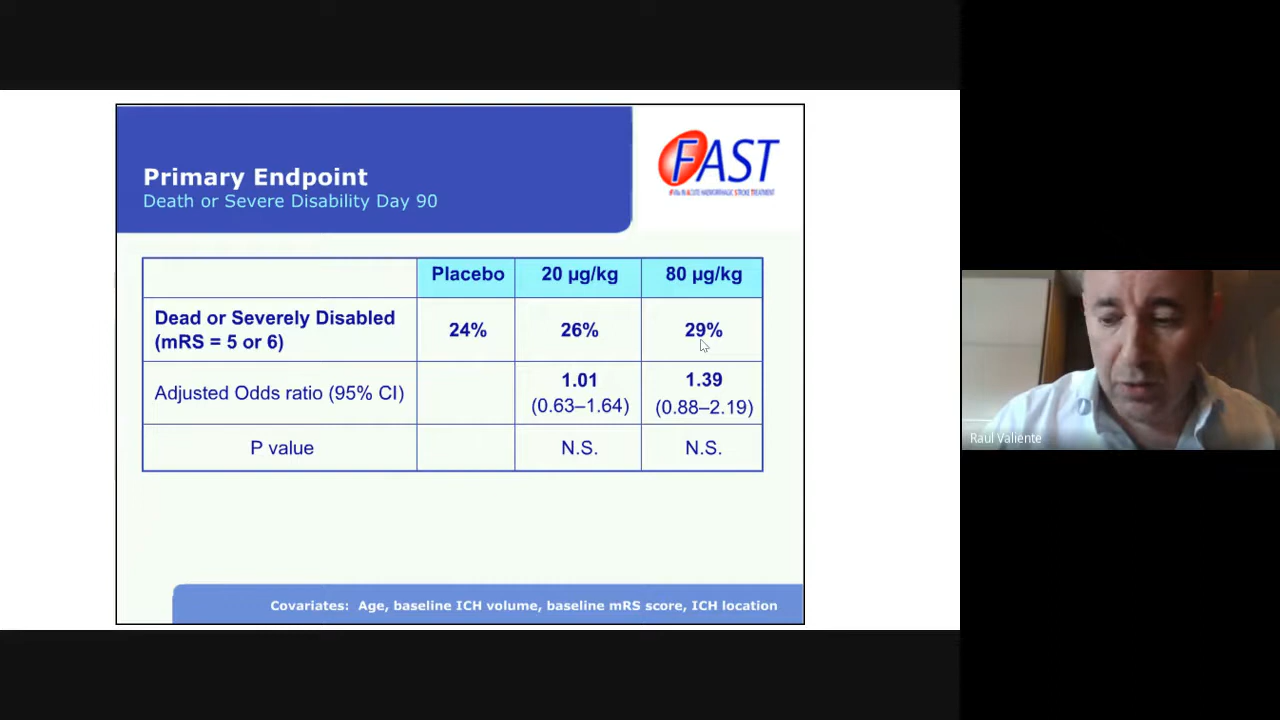 Primary Endpoint
Death or Severe Disability Day 90
FAST
Placebo 20 µg/kg 80 µg/kg
Dead or Severely Disabled
(mRS = 5 or 6) 24% 26% 29%
Adjusted Odds ratio (95% CI) 1.01 1.39
(0.63–1.64) (0.88–2.19)
P value N.S. N.S.
Covariates: Age, baseline ICH volume, baseline mRS score, ICH location
Raul Valiente